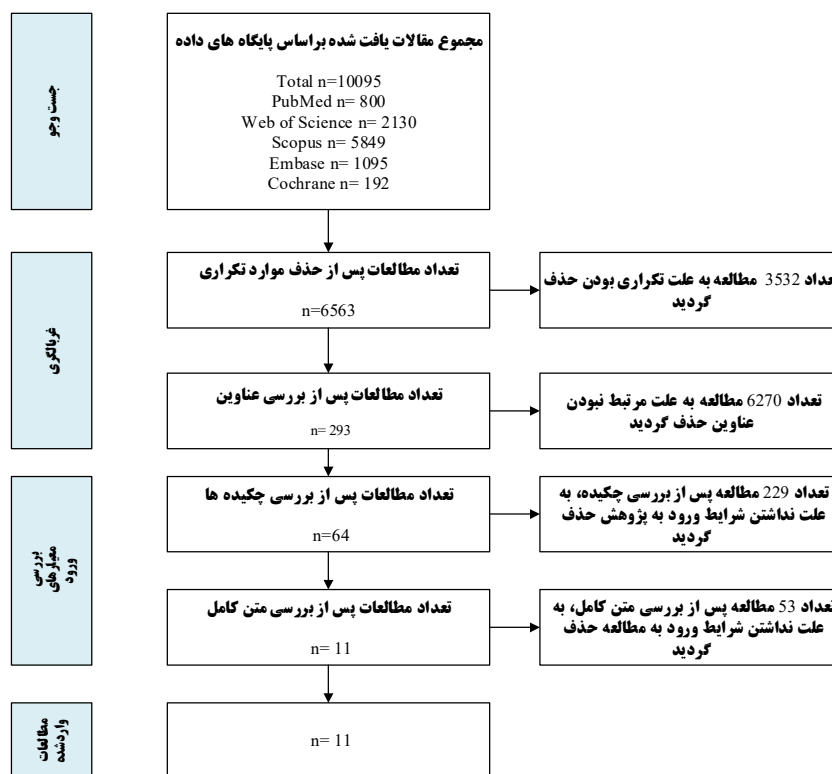 جست وجو
مجموع مقالات یافت شده براساس پایگاه های داده
Total n=10095
PubMed n= 800
Web of Science n= 2130
Scopus n= 5849
Embase n= 1095
Cochrane n= 192
غربالگری
تعداد مطالعات پس از حذف موارد تکراری
n=6563
تعداد 3532 مطالعه به علت تکراری بودن حذف
گردید
تعداد مطالعات پس از بررسی عناوین
n= 293
تعداد 6270 مطالعه به علت مرتبط نبودن
عناوین حذف گردید
بررسی
معیارهای
ورود
تعداد مطالعات پس از بررسی چکیده ها
n=64
تعداد 229 مطالعه پس از بررسی چکیده، به
علت نداشتن شرایط ورود به پژوهش حذف
گردید
تعداد مطالعات پس از بررسی متن کامل
n= 11
تعداد 53 مطالعه پس از بررسی متن کامل، به
علت نداشتن شرایط ورود به مطالعه حذف
گردید
مطالعات
واردشده
n= 11